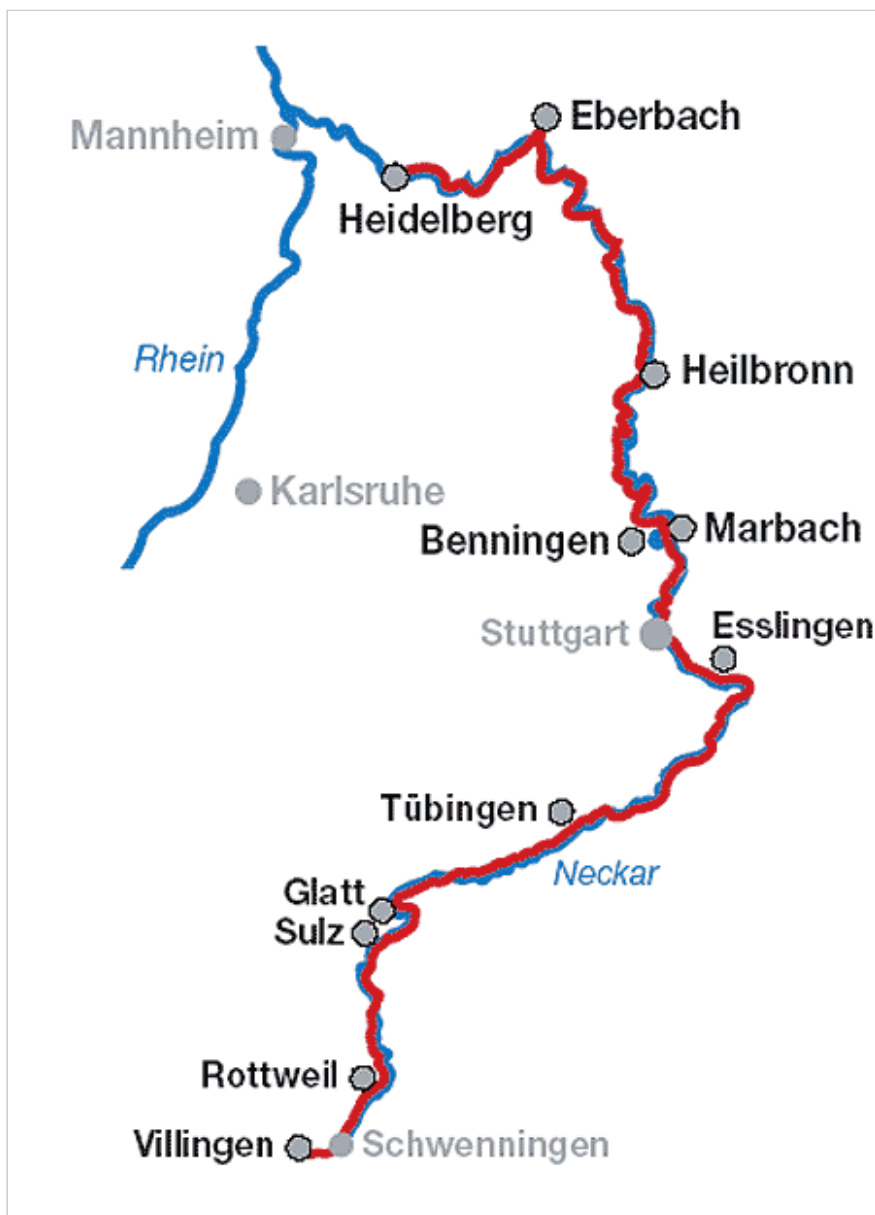 Eberbach
Mannheim
Heidelberg
Rhein
Heilbronn
Karlsruhe
Marbach
Benningen
Esslingen
Stuttgart
Tübingen
Neckar
Glatt
Sulz
Rottweil
Villingen
Schwenningen